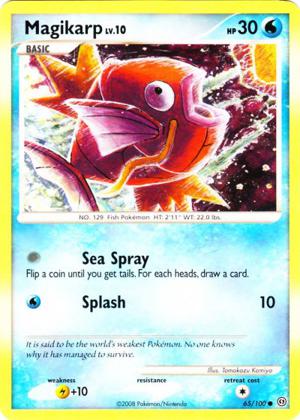 Magikarp LV.10 HP 30
BASIC
NO. 129 Fish Pokémon HT: 2'11" WT: 22.0 lbs.
Sea Spray
Flip a coin until you get tails. For each heads, draw a card.
Splash 10
It is said to be the world's weakest Pokémon. No one knows
why it has managed to survive.
Illus. Tomokazu Komiya
weakness resistance retreat cost
+10
©2008 Pokémon/Nintendo 65/100